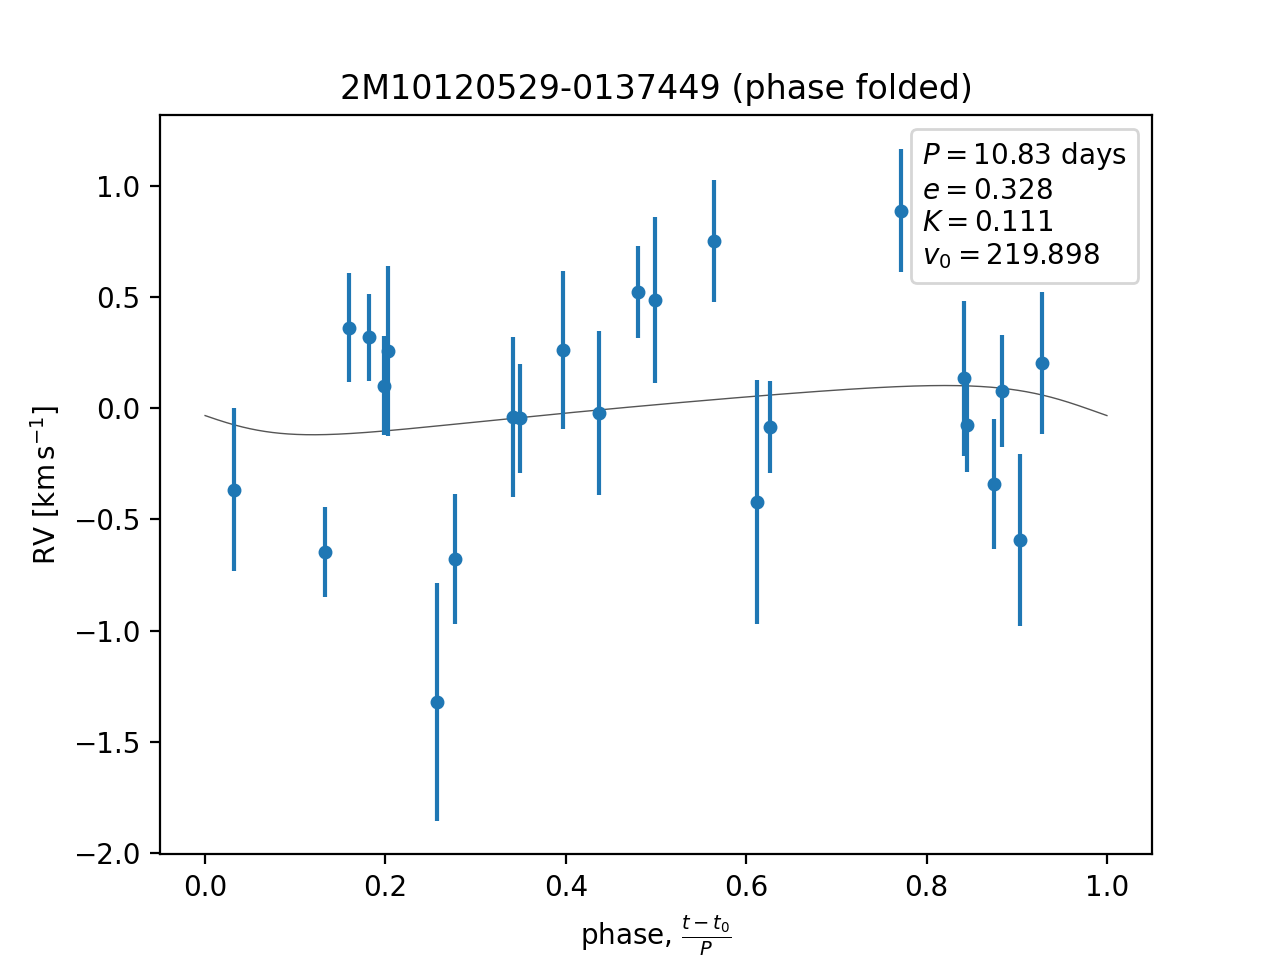 2M10120529-0137449 (phase folded)
P = 10.83 days
e = 0.328
K = 0.111
v₀ = 219.898
1.0
0.5
0.0
−0.5
−1.0
−1.5
−2.0
RV [km s⁻¹]
0.0 0.2 0.4 0.6 0.8 1.0
phase, (t − t₀)/P